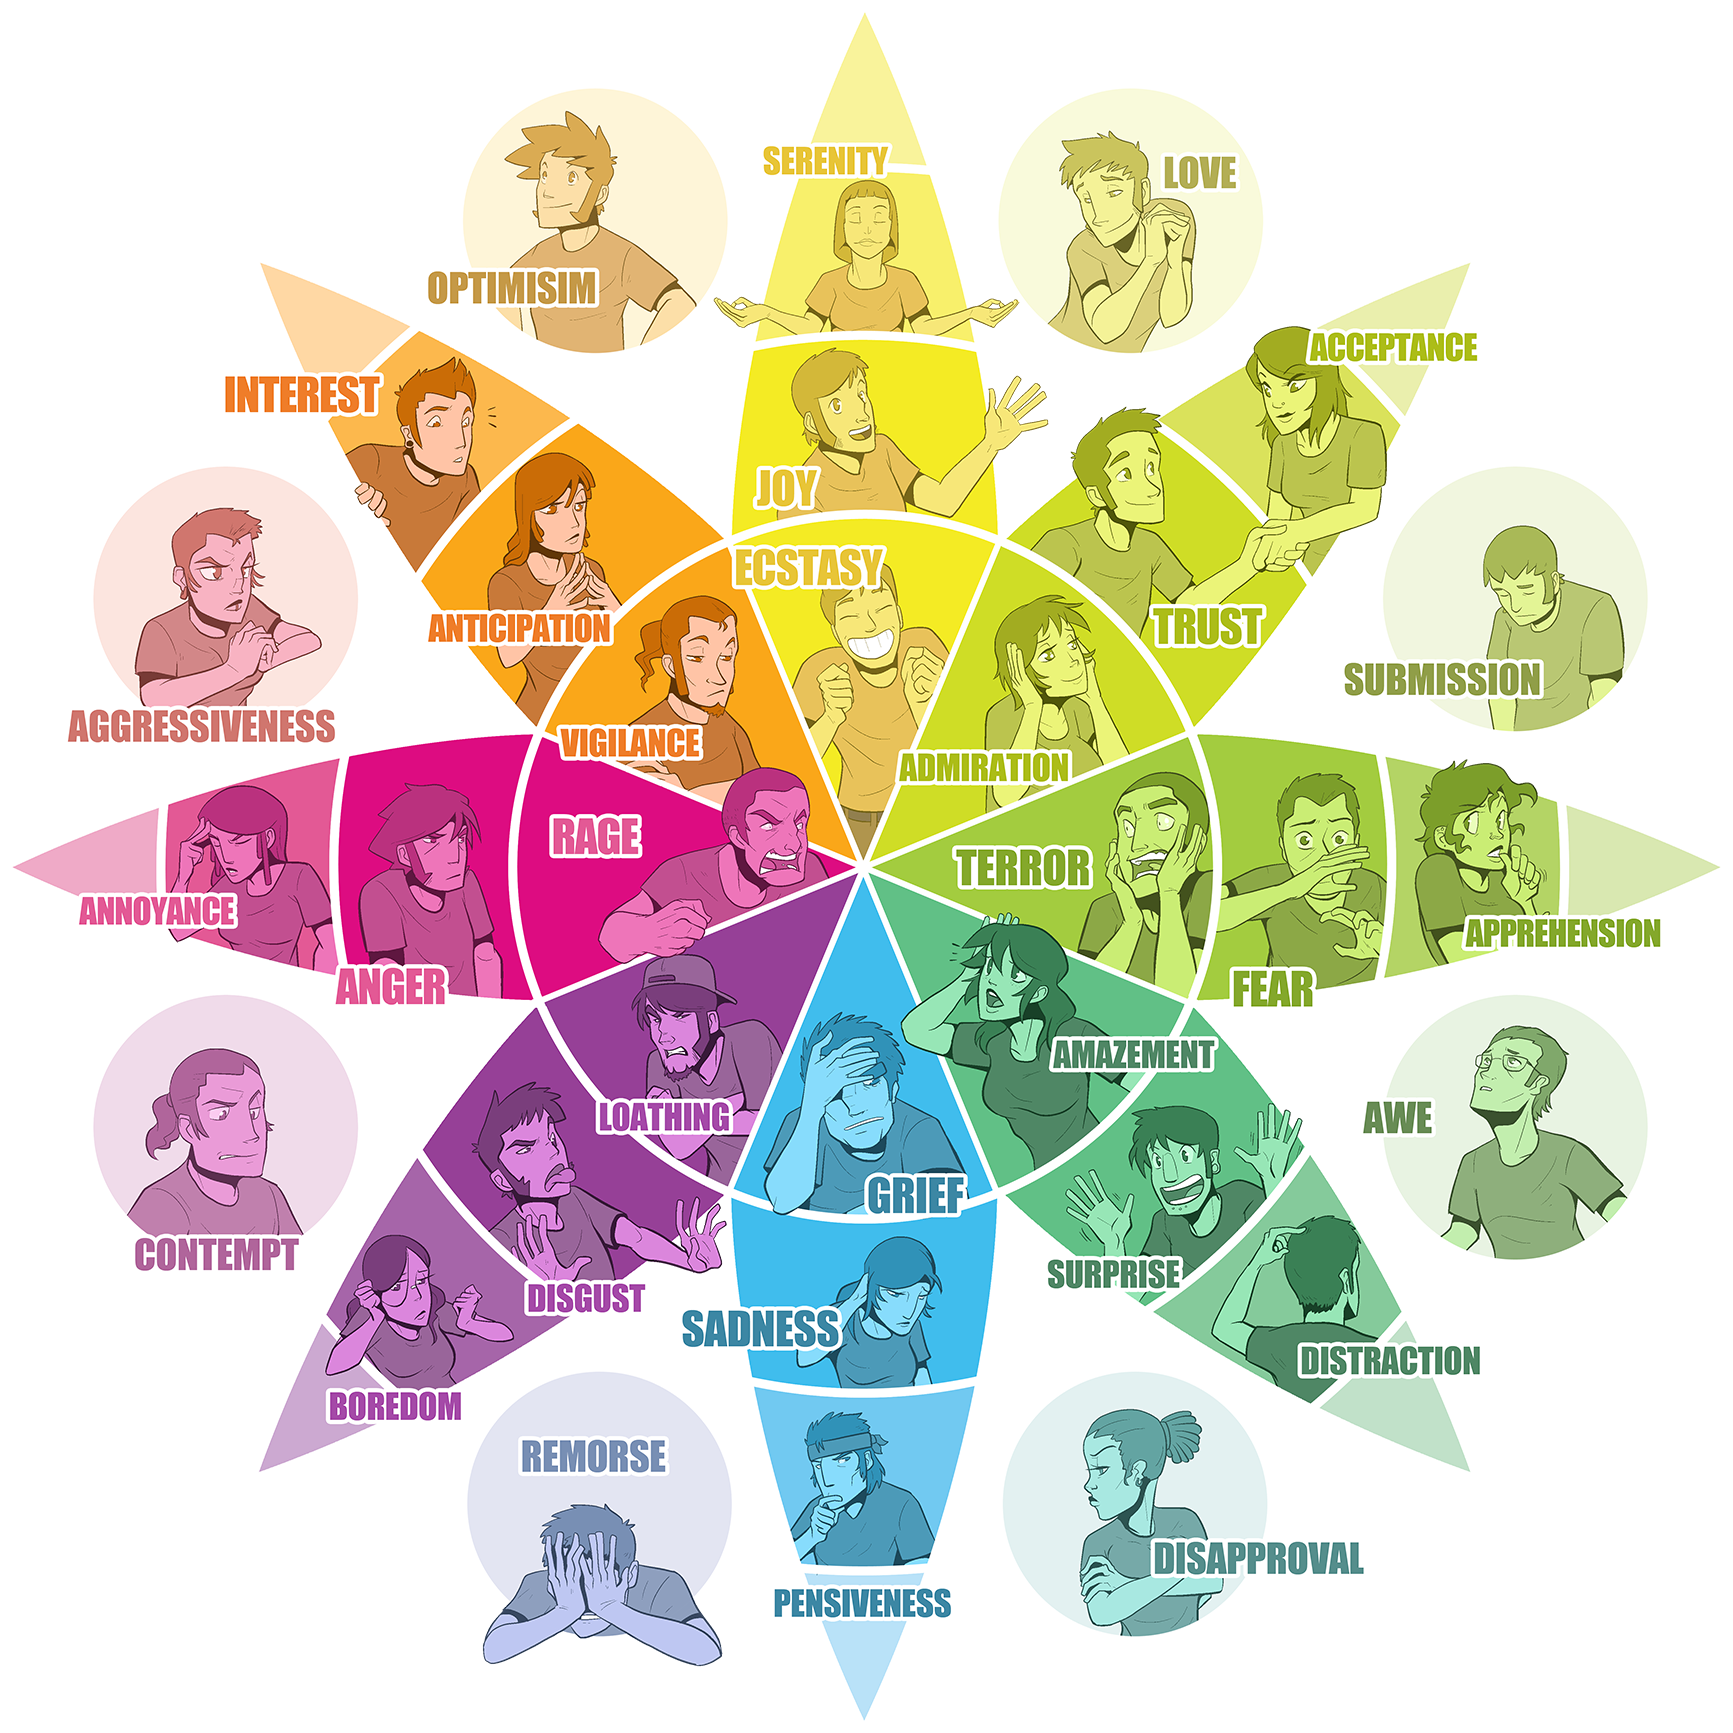 SERENITY
LOVE
OPTIMISIM
ACCEPTANCE
INTEREST
JOY
ECSTASY
TRUST
ANTICIPATION
SUBMISSION
AGGRESSIVENESS
VIGILANCE
ADMIRATION
RAGE
TERROR
ANNOYANCE
APPREHENSION
ANGER
FEAR
AMAZEMENT
LOATHING
AWE
GRIEF
CONTEMPT
SURPRISE
DISGUST
SADNESS
DISTRACTION
BOREDOM
REMORSE
DISAPPROVAL
PENSIVENESS